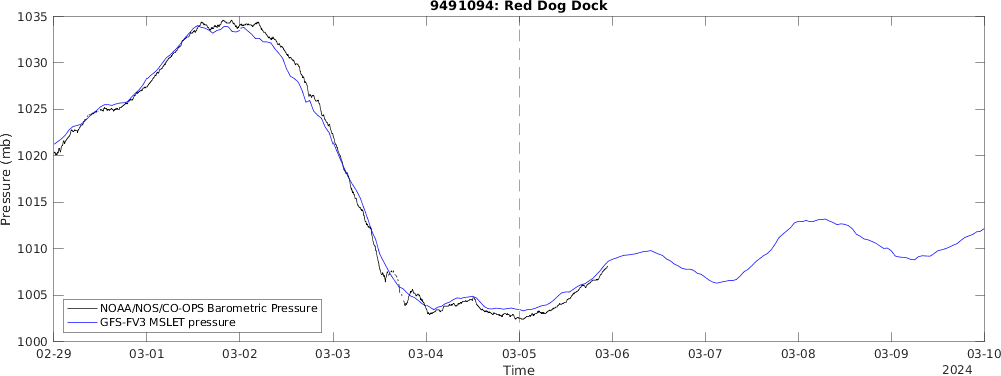 9491094: Red Dog Dock
Pressure (mb)
1035
1030
1025
1020
1015
1010
1005
1000
NOAA/NOS/CO-OPS Barometric Pressure
GFS-FV3 MSLET pressure
02-29 03-01 03-02 03-03 03-04 03-05 03-06 03-07 03-08 03-09 03-10
Time
2024